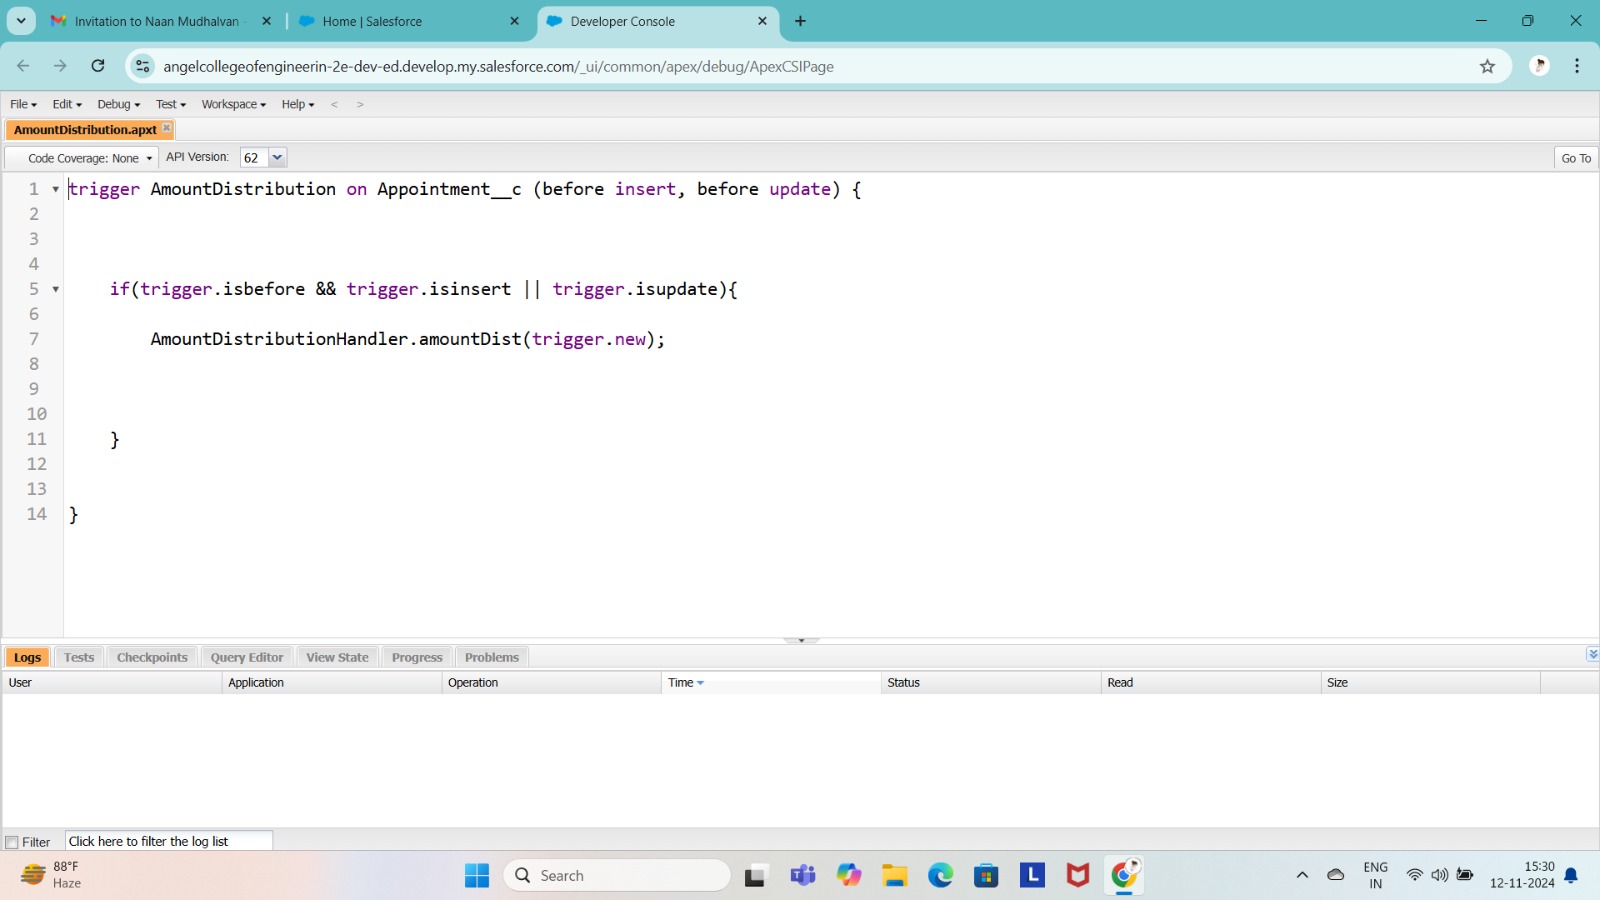 Invitation to Naan Mudhalvan
Home | Salesforce
Developer Console
angelcollegeofengineerin-2e-dev-ed.develop.my.salesforce.com/_ui/common/apex/debug/ApexCSIPage
File Edit Debug Test Workspace Help < >
AmountDistribution.apxt
Code Coverage: None API Version: 62 Go To
1 trigger AmountDistribution on Appointment__c (before insert, before update) {
2
3
4
5 if(trigger.isbefore && trigger.isinsert || trigger.isupdate){
6
7 AmountDistributionHandler.amountDist(trigger.new);
8
9
10
11 }
12
13
14 }
Logs Tests Checkpoints Query Editor View State Progress Problems
User Application Operation Time Status Read Size
Filter Click here to filter the log list
88°F
Haze
Search
ENG
IN
15:30
12-11-2024